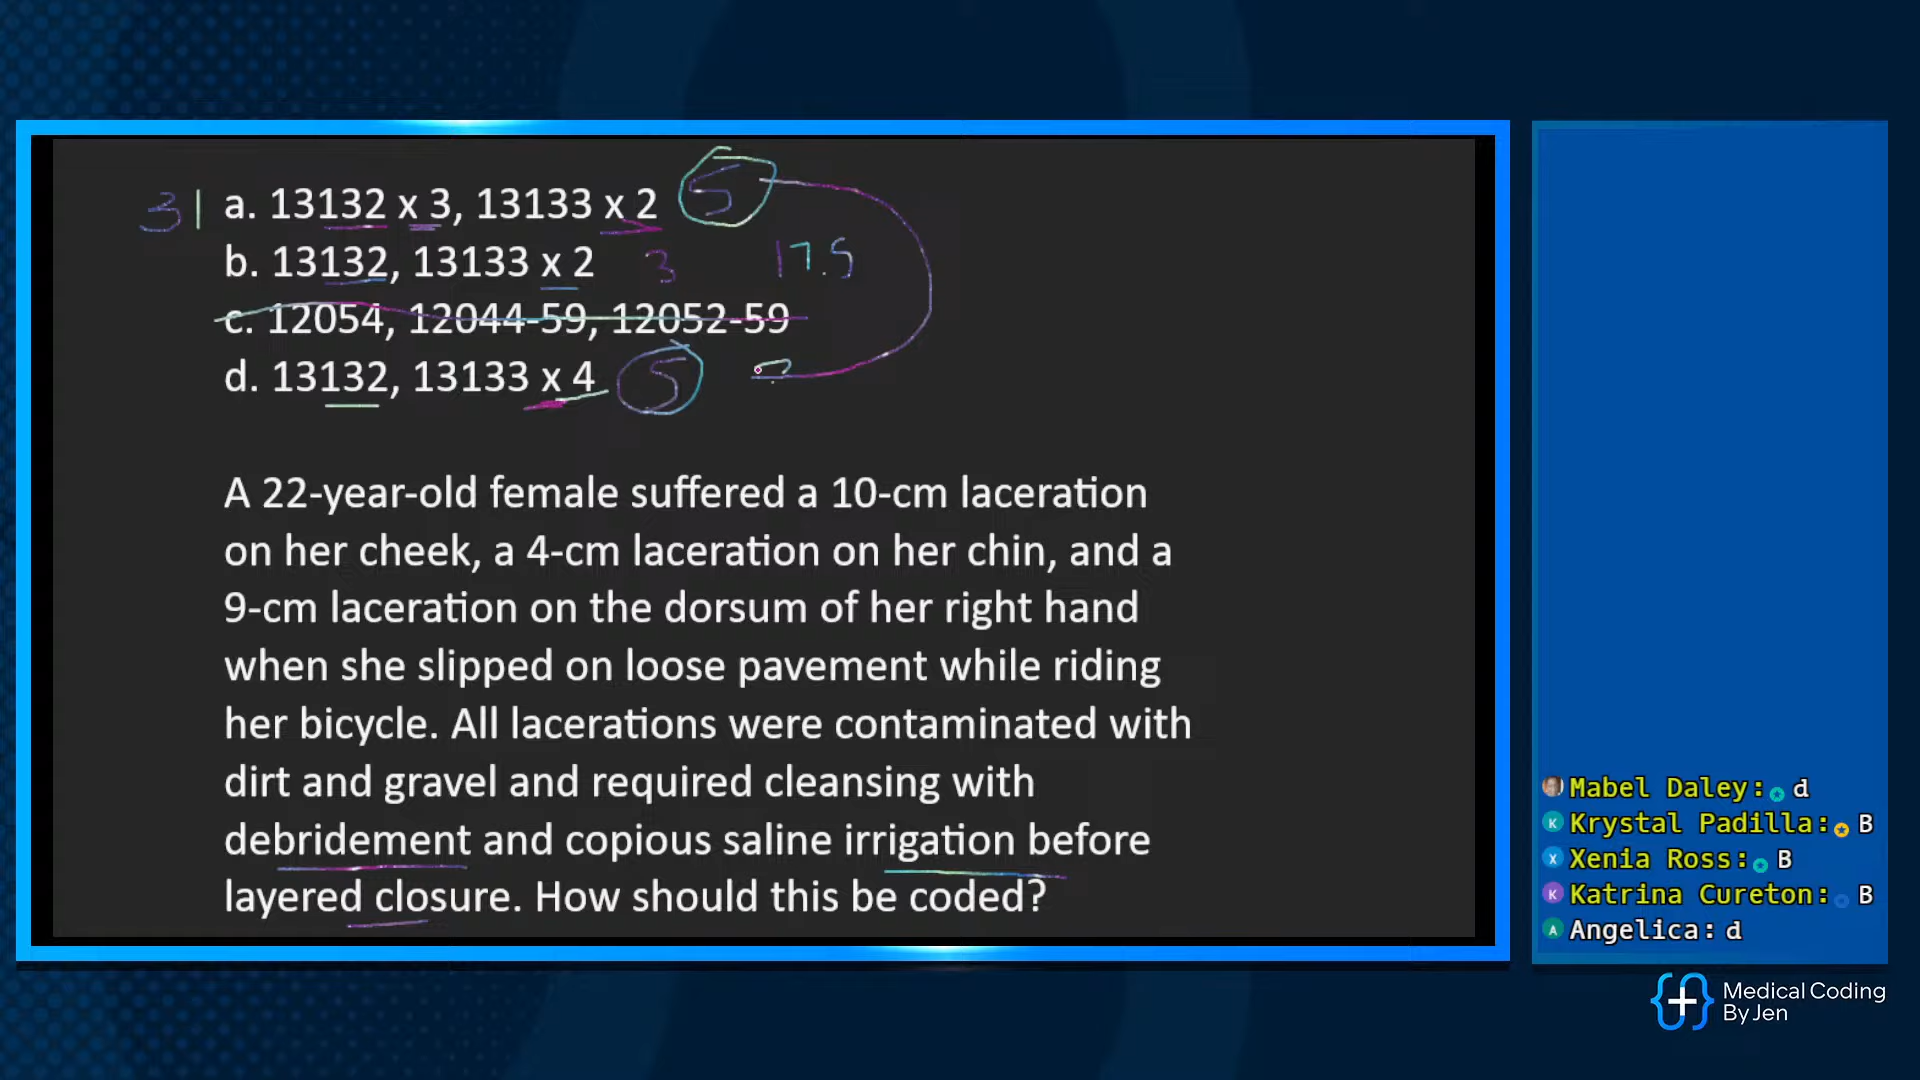 3 a. 13132 x 3, 13133 x 2 5
b. 13132, 13133 x 2 3 17.5
c. 12054, 12044-59, 12052-59
d. 13132, 13133 x 4 5
A 22-year-old female suffered a 10-cm laceration
on her cheek, a 4-cm laceration on her chin, and a
9-cm laceration on the dorsum of her right hand
when she slipped on loose pavement while riding
her bicycle. All lacerations were contaminated with
dirt and gravel and required cleansing with
debridement and copious saline irrigation before
layered closure. How should this be coded?
Mabel Daley: d
K Krystal Padilla: B
X Xenia Ross: B
K Katrina Cureton: B
A Angelica: d
Medical Coding
By Jen